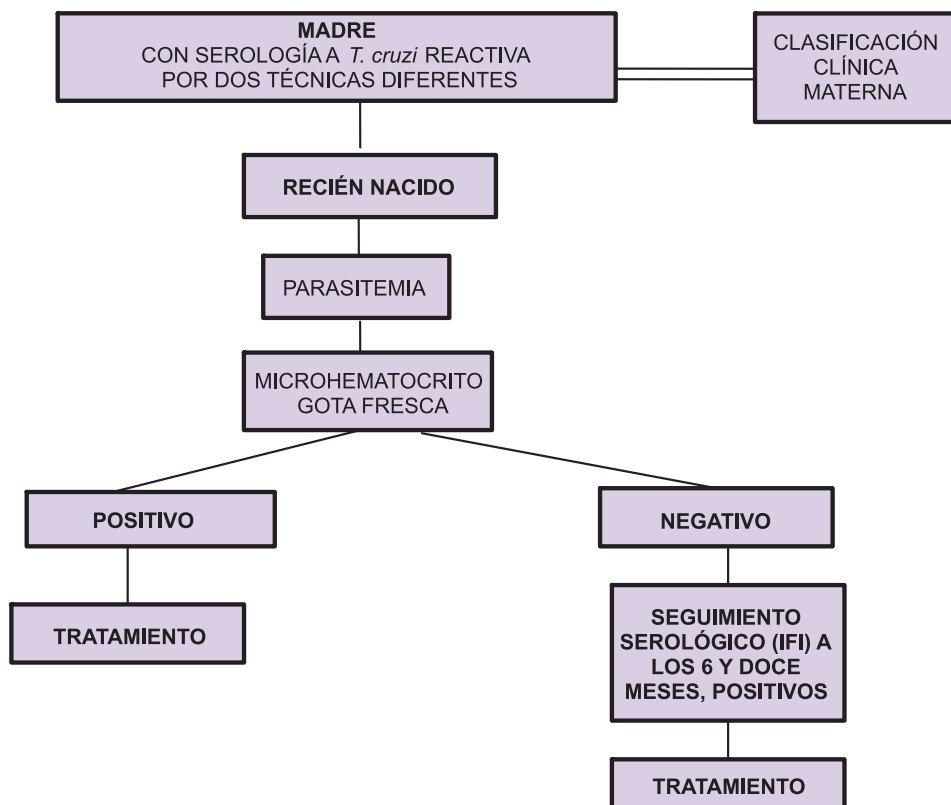 MADRE
CON SEROLOGÍA A T. cruzi REACTIVA
POR DOS TÉCNICAS DIFERENTES
CLASIFICACIÓN
CLÍNICA
MATERNA
RECIÉN NACIDO
PARASITEMIA
MICROHEMATOCRITO
GOTA FRESCA
POSITIVO
TRATAMIENTO
NEGATIVO
SEGUIMIENTO
SEROLÓGICO (IFI) A
LOS 6 Y DOCE
MESES, POSITIVOS
TRATAMIENTO